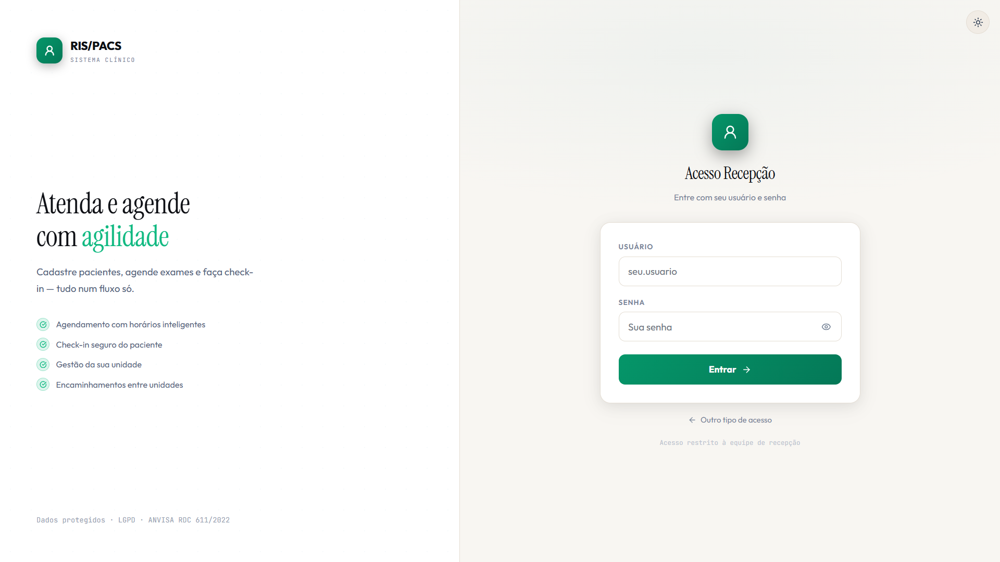 RIS/PACS
SISTEMA CLÍNICO
Atenda e agende
com agilidade
Cadastre pacientes, agende exames e faça check-
in — tudo num fluxo só.
Agendamento com horários inteligentes
Check-in seguro do paciente
Gestão da sua unidade
Encaminhamentos entre unidades
Dados protegidos · LGPD · ANVISA RDC 611/2022
Acesso Recepção
Entre com seu usuário e senha
USUÁRIO
seu.usuario
SENHA
Sua senha
Entrar →
← Outro tipo de acesso
Acesso restrito à equipe de recepção